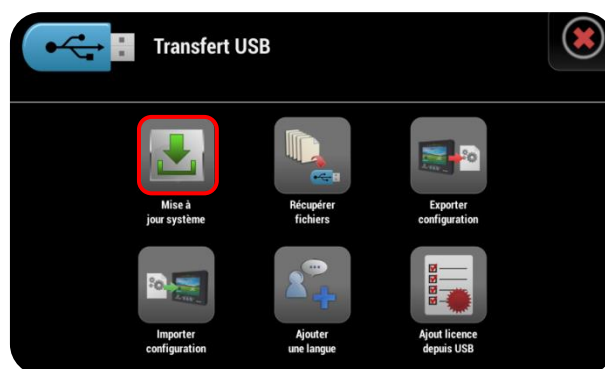 Transfert USB
Mise à
jour système
Récupérer
fichiers
Exporter
configuration
Importer
configuration
Ajouter
une langue
Ajout licence
depuis USB